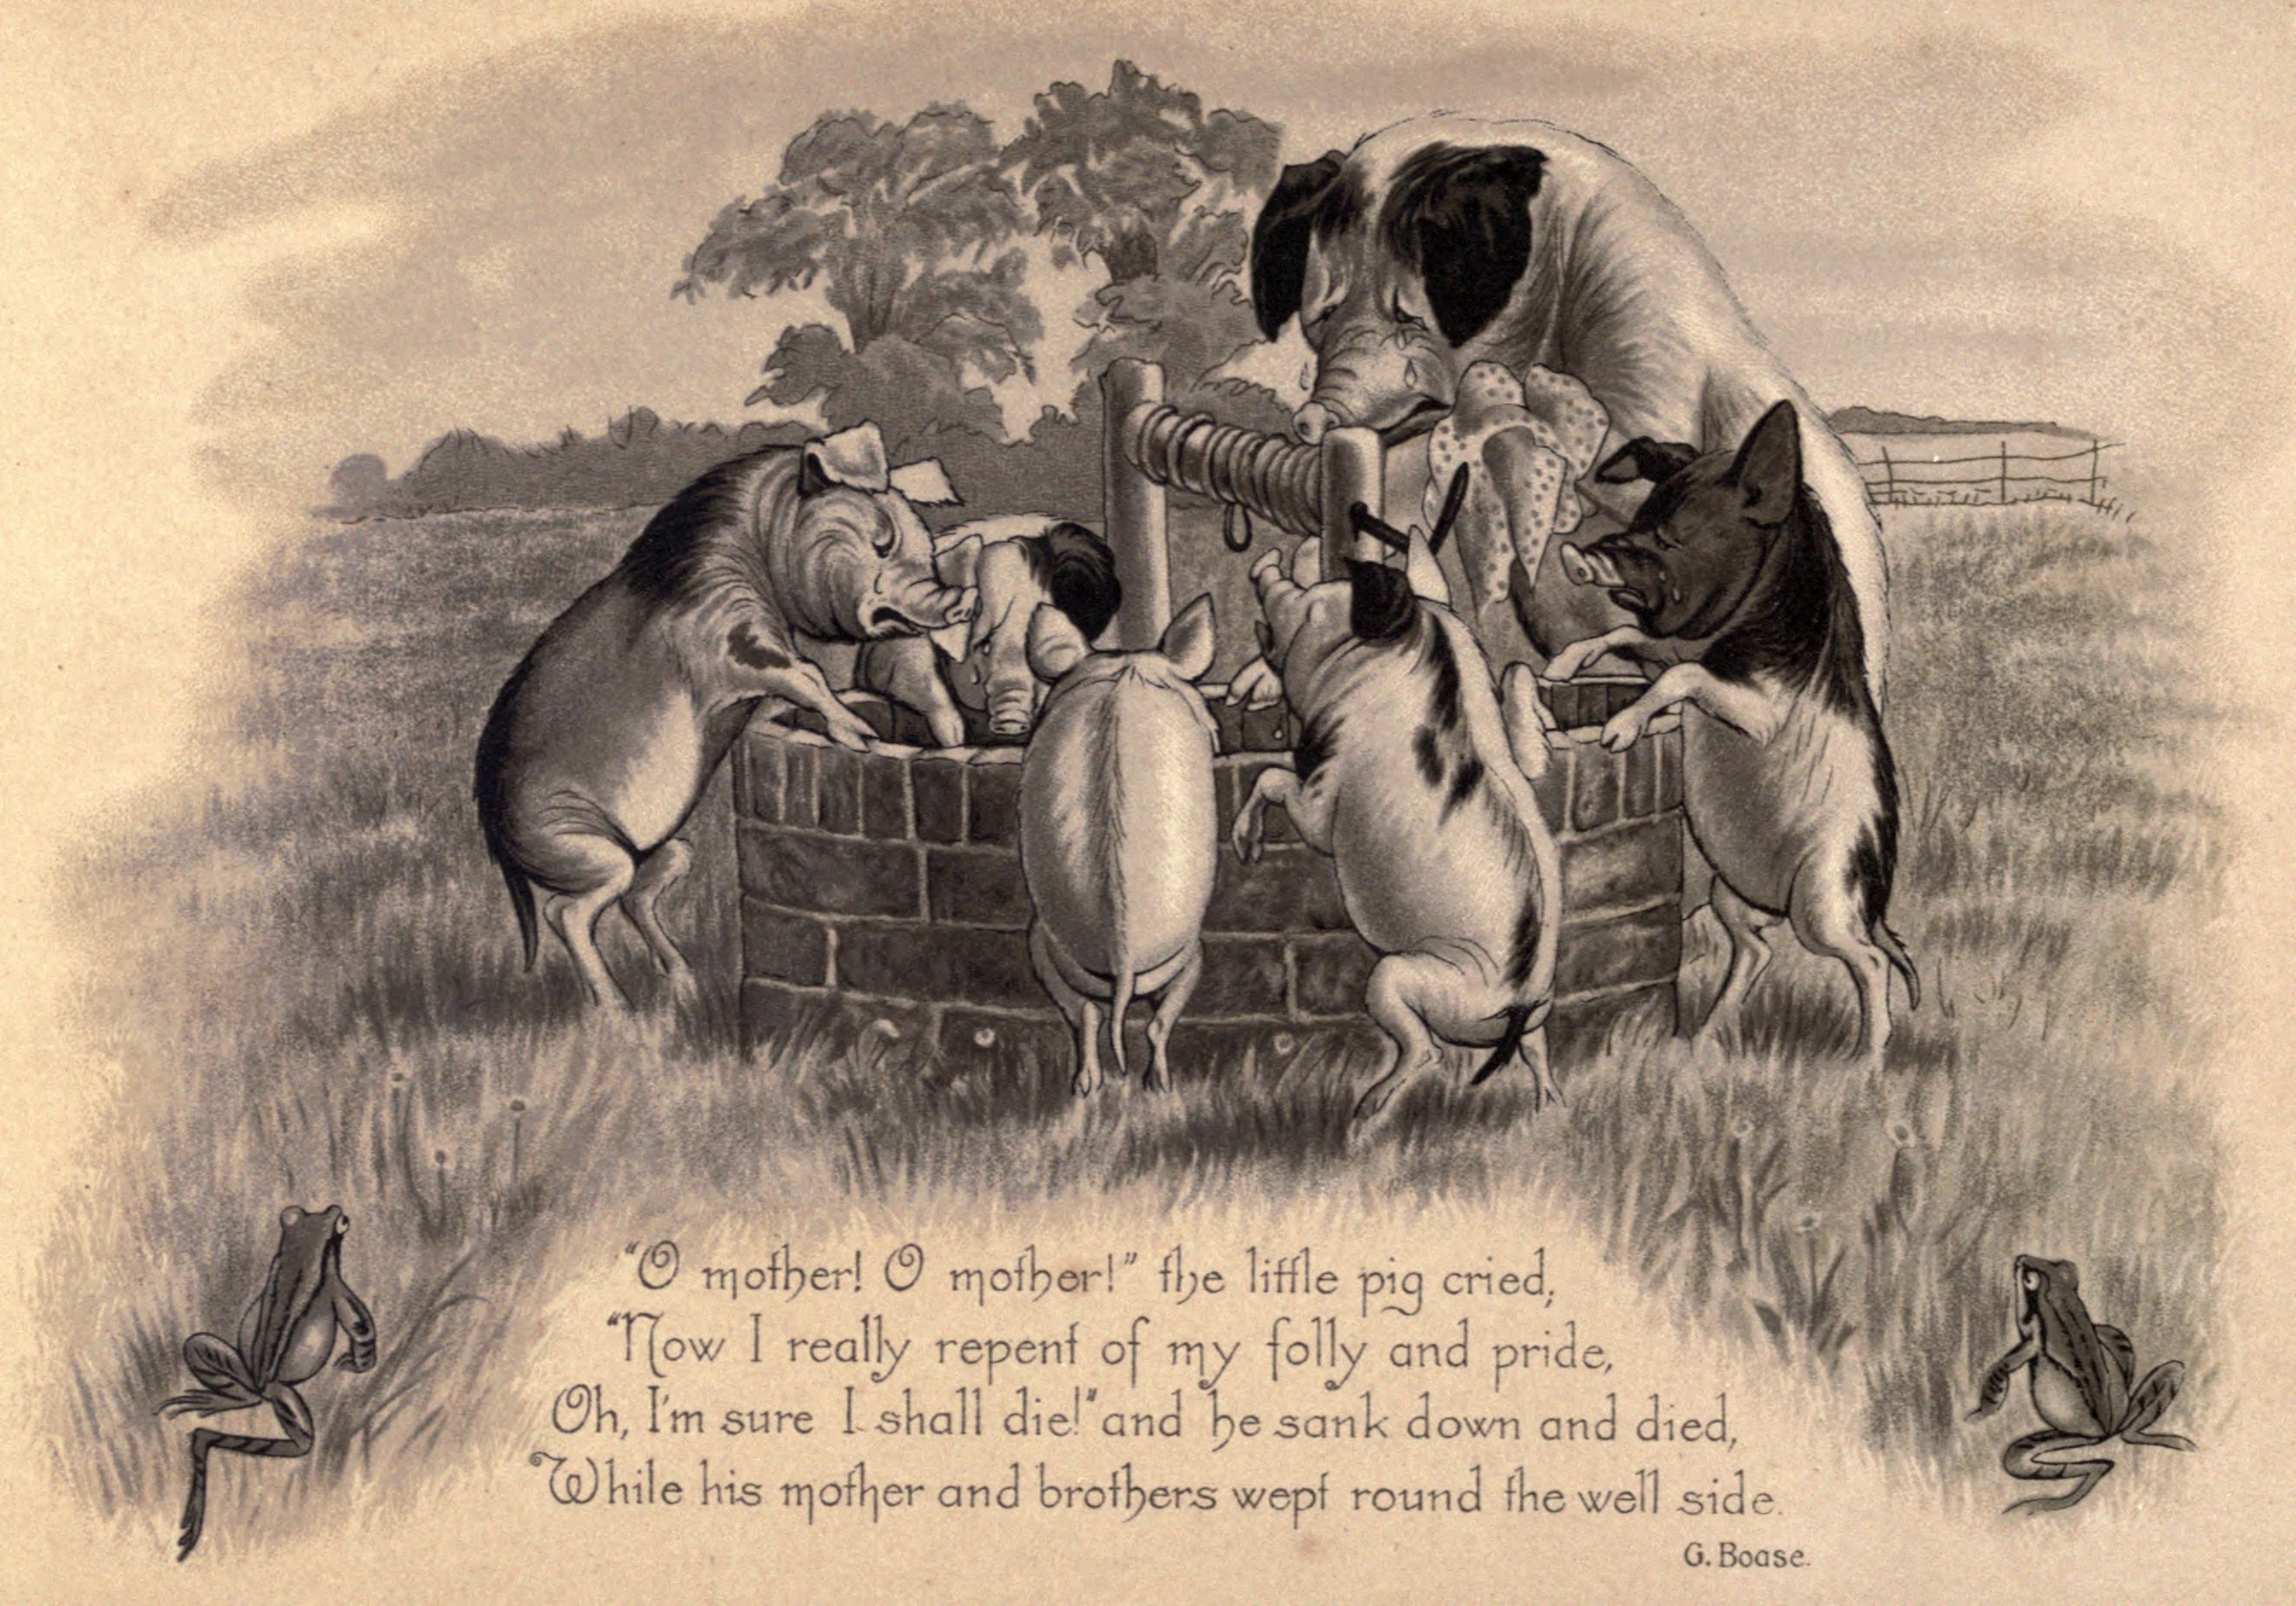 "O mother! O mother!" the little pig cried,
"Now I really repent of my folly and pride,
Oh, I'm sure I shall die!" and he sank down and died,
While his mother and brothers wept round the well side.
G. Boase.